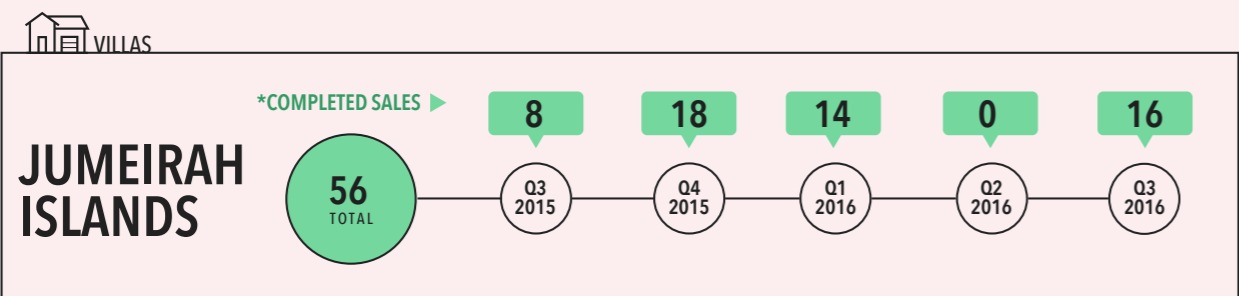 VILLAS
*COMPLETED SALES
8
18
14
0
16
JUMEIRAH
ISLANDS
56
TOTAL
Q3
2015
Q4
2015
Q1
2016
Q2
2016
Q3
2016